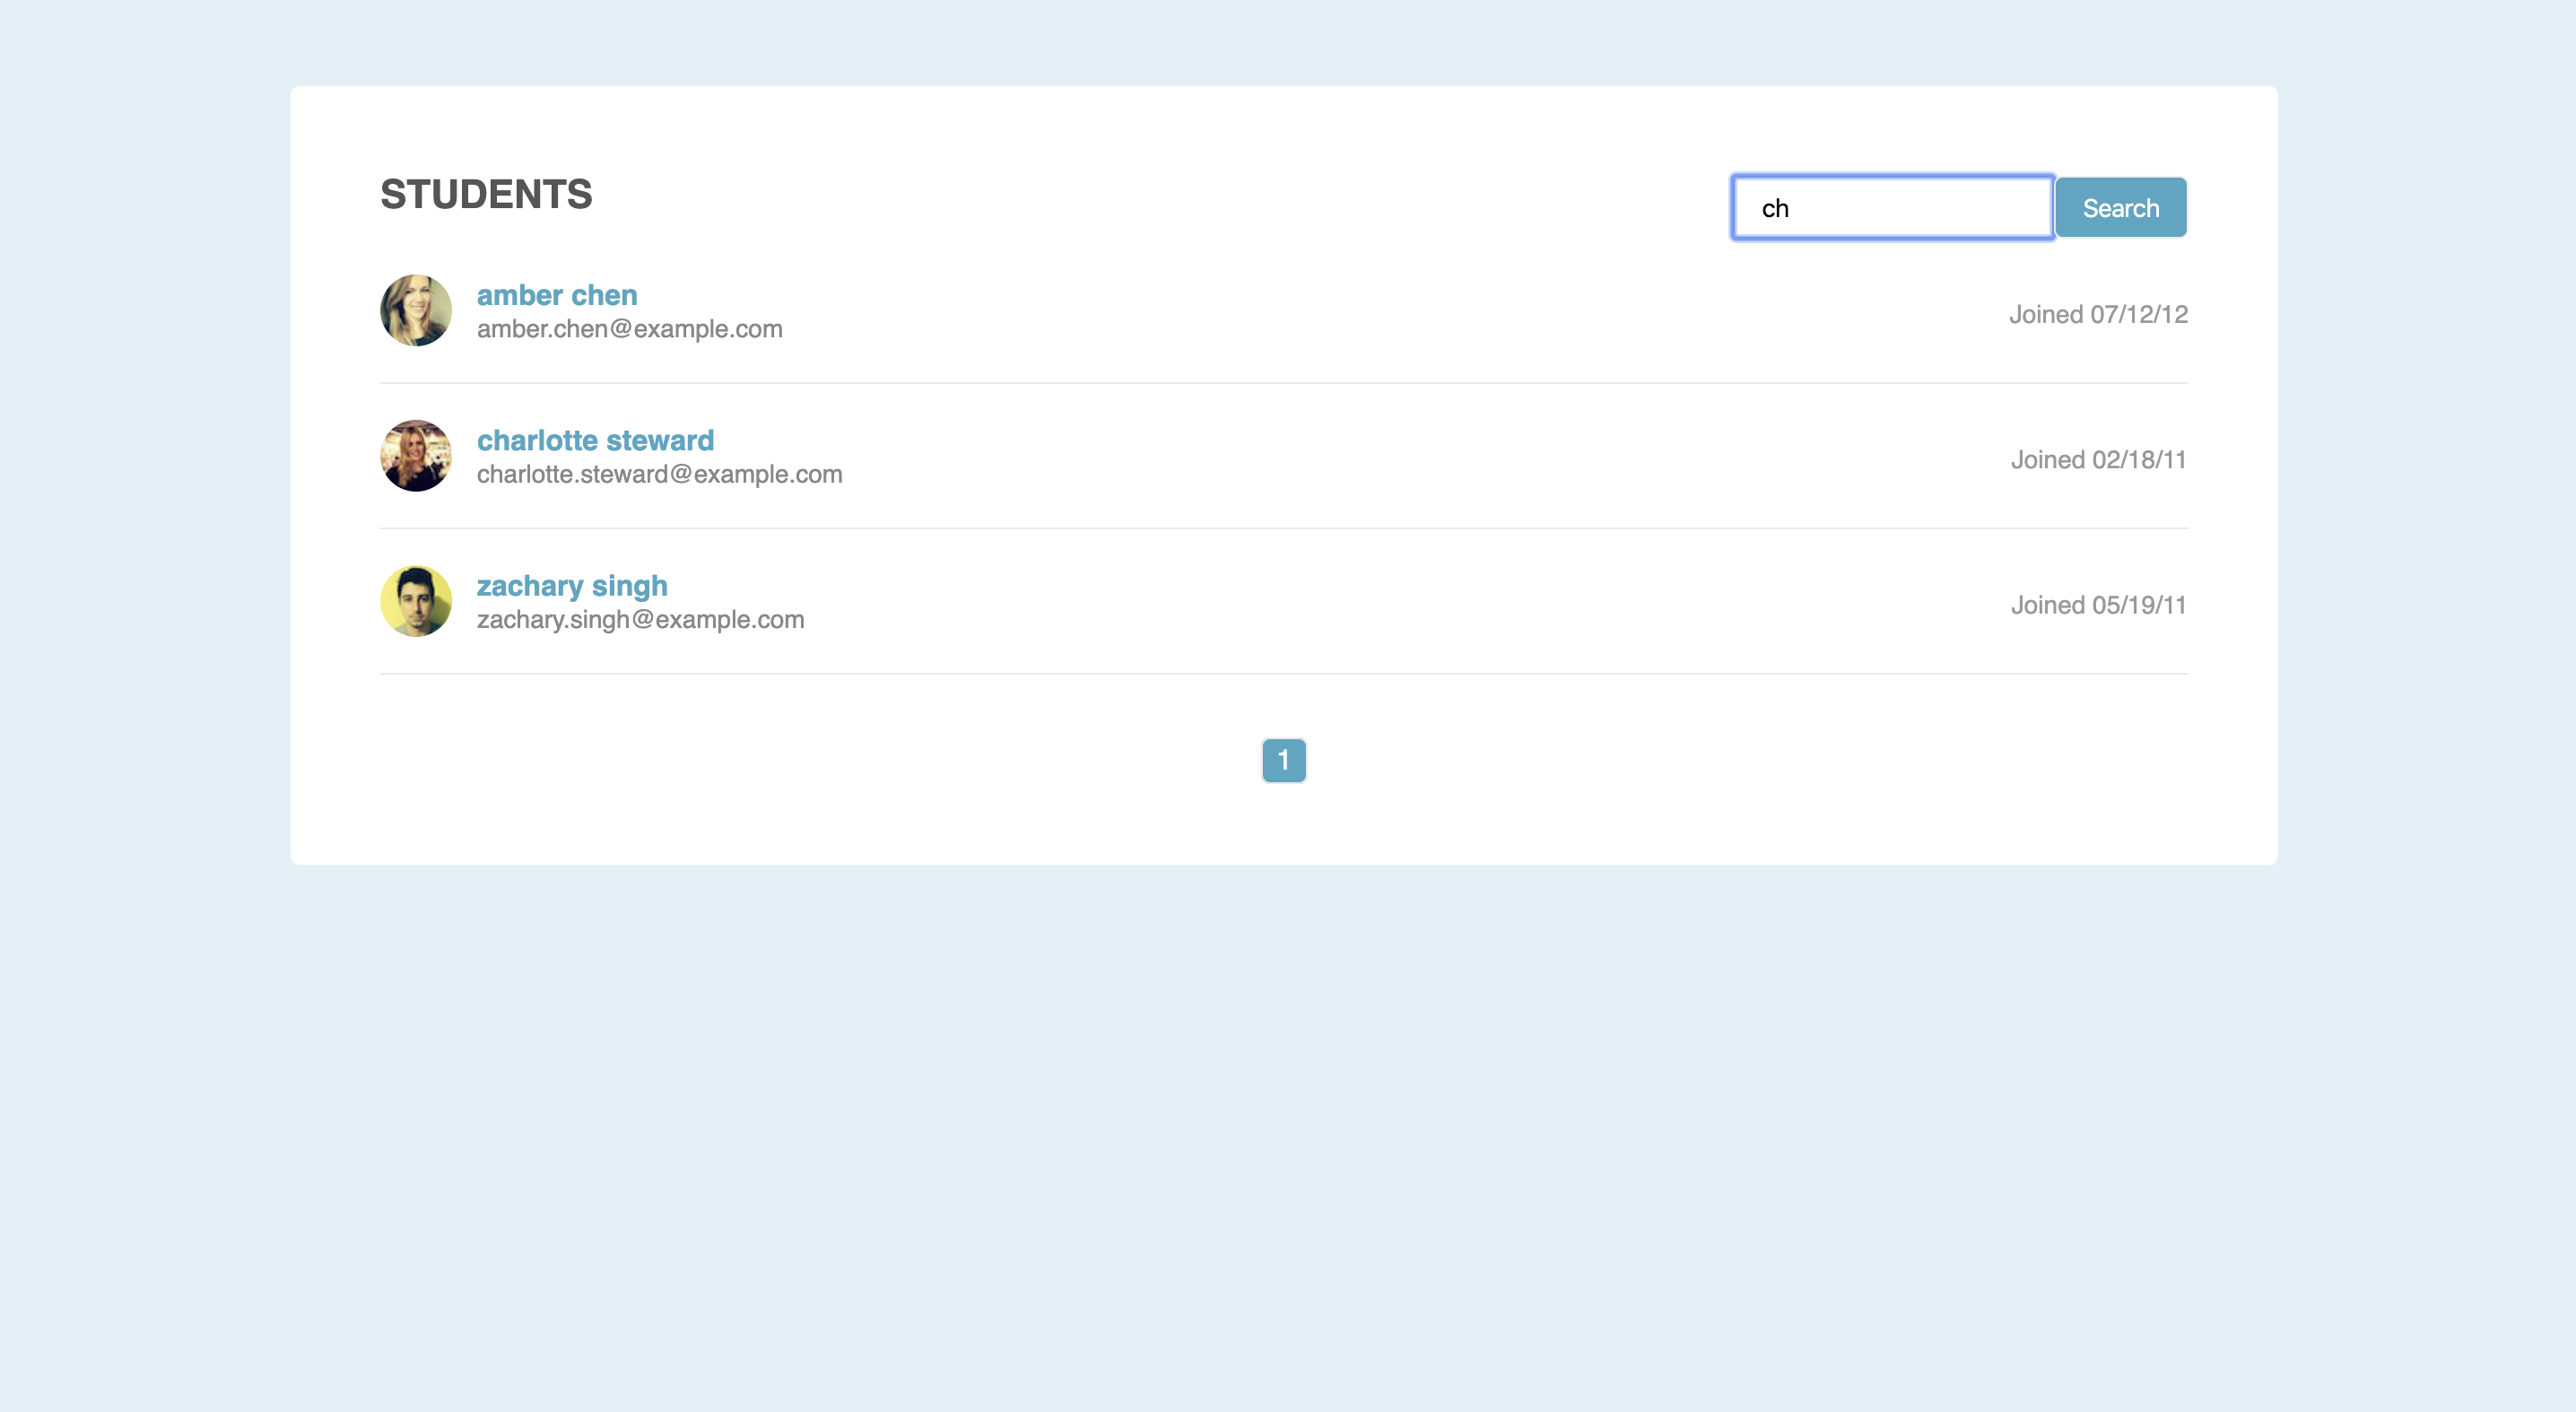 STUDENTS
ch
Search
amber chen
amber.chen@example.com
Joined 07/12/12
charlotte steward
charlotte.steward@example.com
Joined 02/18/11
zachary singh
zachary.singh@example.com
Joined 05/19/11
1